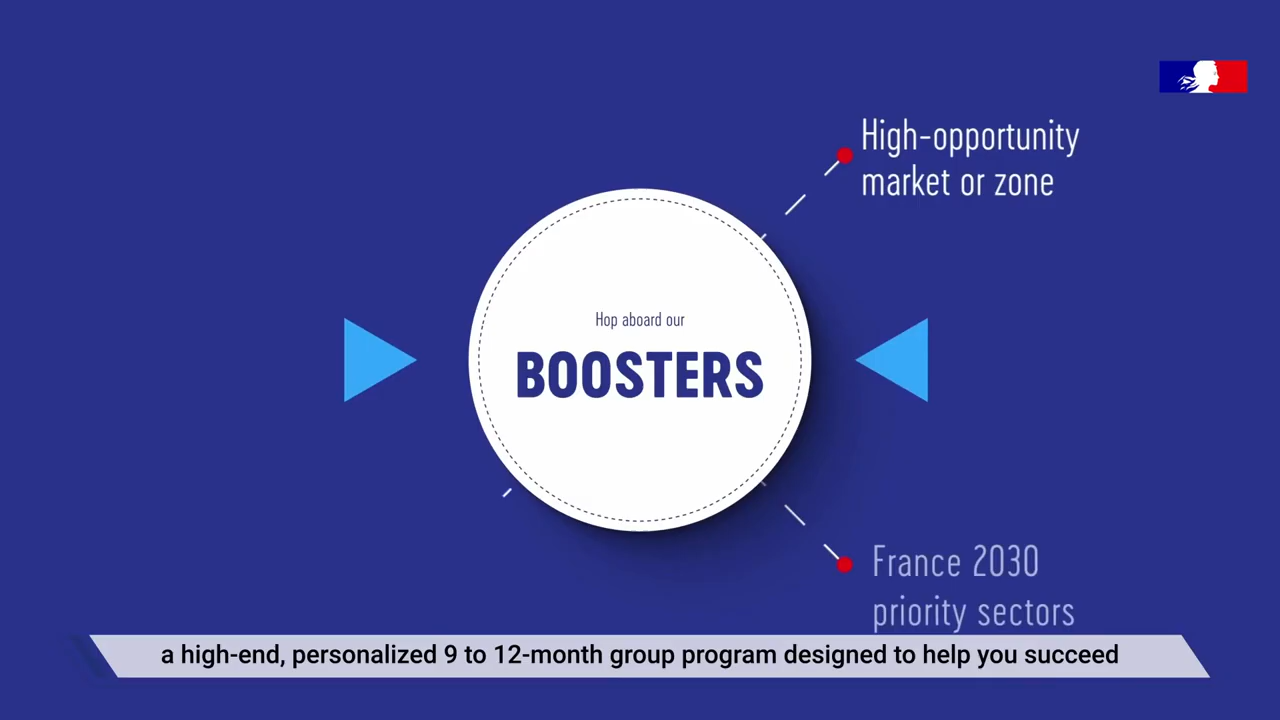 High-opportunity
market or zone
Hop aboard our
BOOSTERS
France 2030
priority sectors
a high-end, personalized 9 to 12-month group program designed to help you succeed